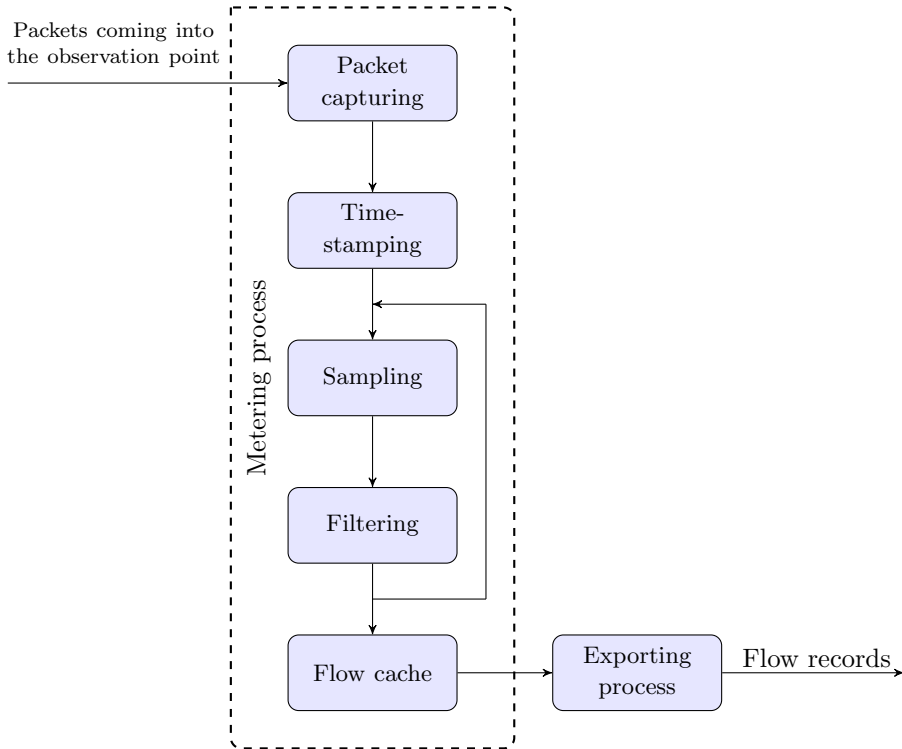 Packets coming into
the observation point
Packet
capturing
Time-
stamping
Metering process
Sampling
Filtering
Flow cache
Exporting
process
Flow records